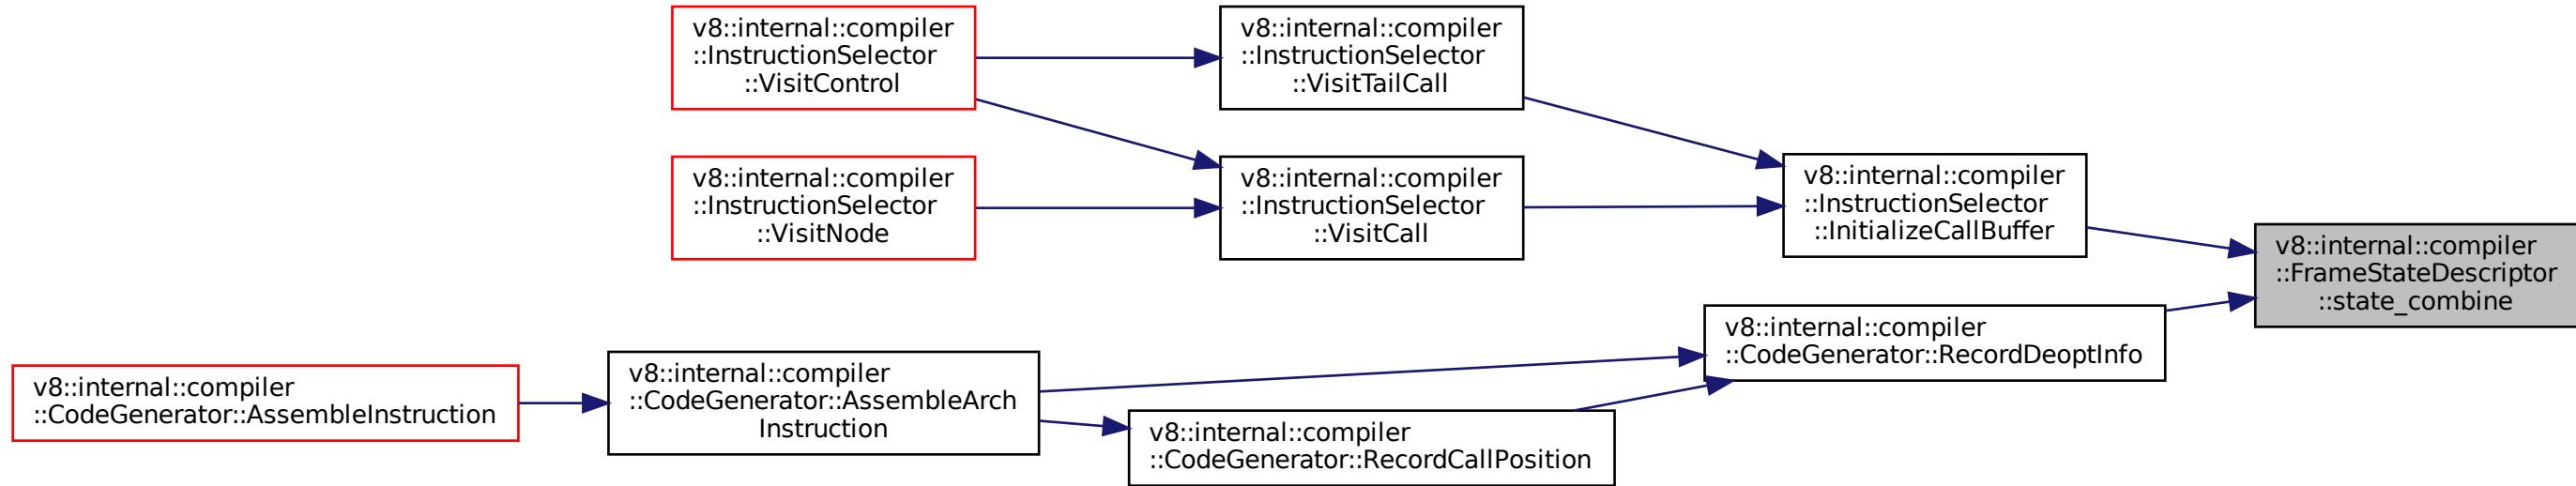 v8::internal::compiler
::InstructionSelector
::VisitControl
v8::internal::compiler
::InstructionSelector
::VisitTailCall
v8::internal::compiler
::InstructionSelector
::VisitNode
v8::internal::compiler
::InstructionSelector
::VisitCall
v8::internal::compiler
::InstructionSelector
::InitializeCallBuffer
v8::internal::compiler
::FrameStateDescriptor
::state_combine
v8::internal::compiler
::CodeGenerator::RecordDeoptInfo
v8::internal::compiler
::CodeGenerator::AssembleInstruction
v8::internal::compiler
::CodeGenerator::AssembleArch
Instruction
v8::internal::compiler
::CodeGenerator::RecordCallPosition